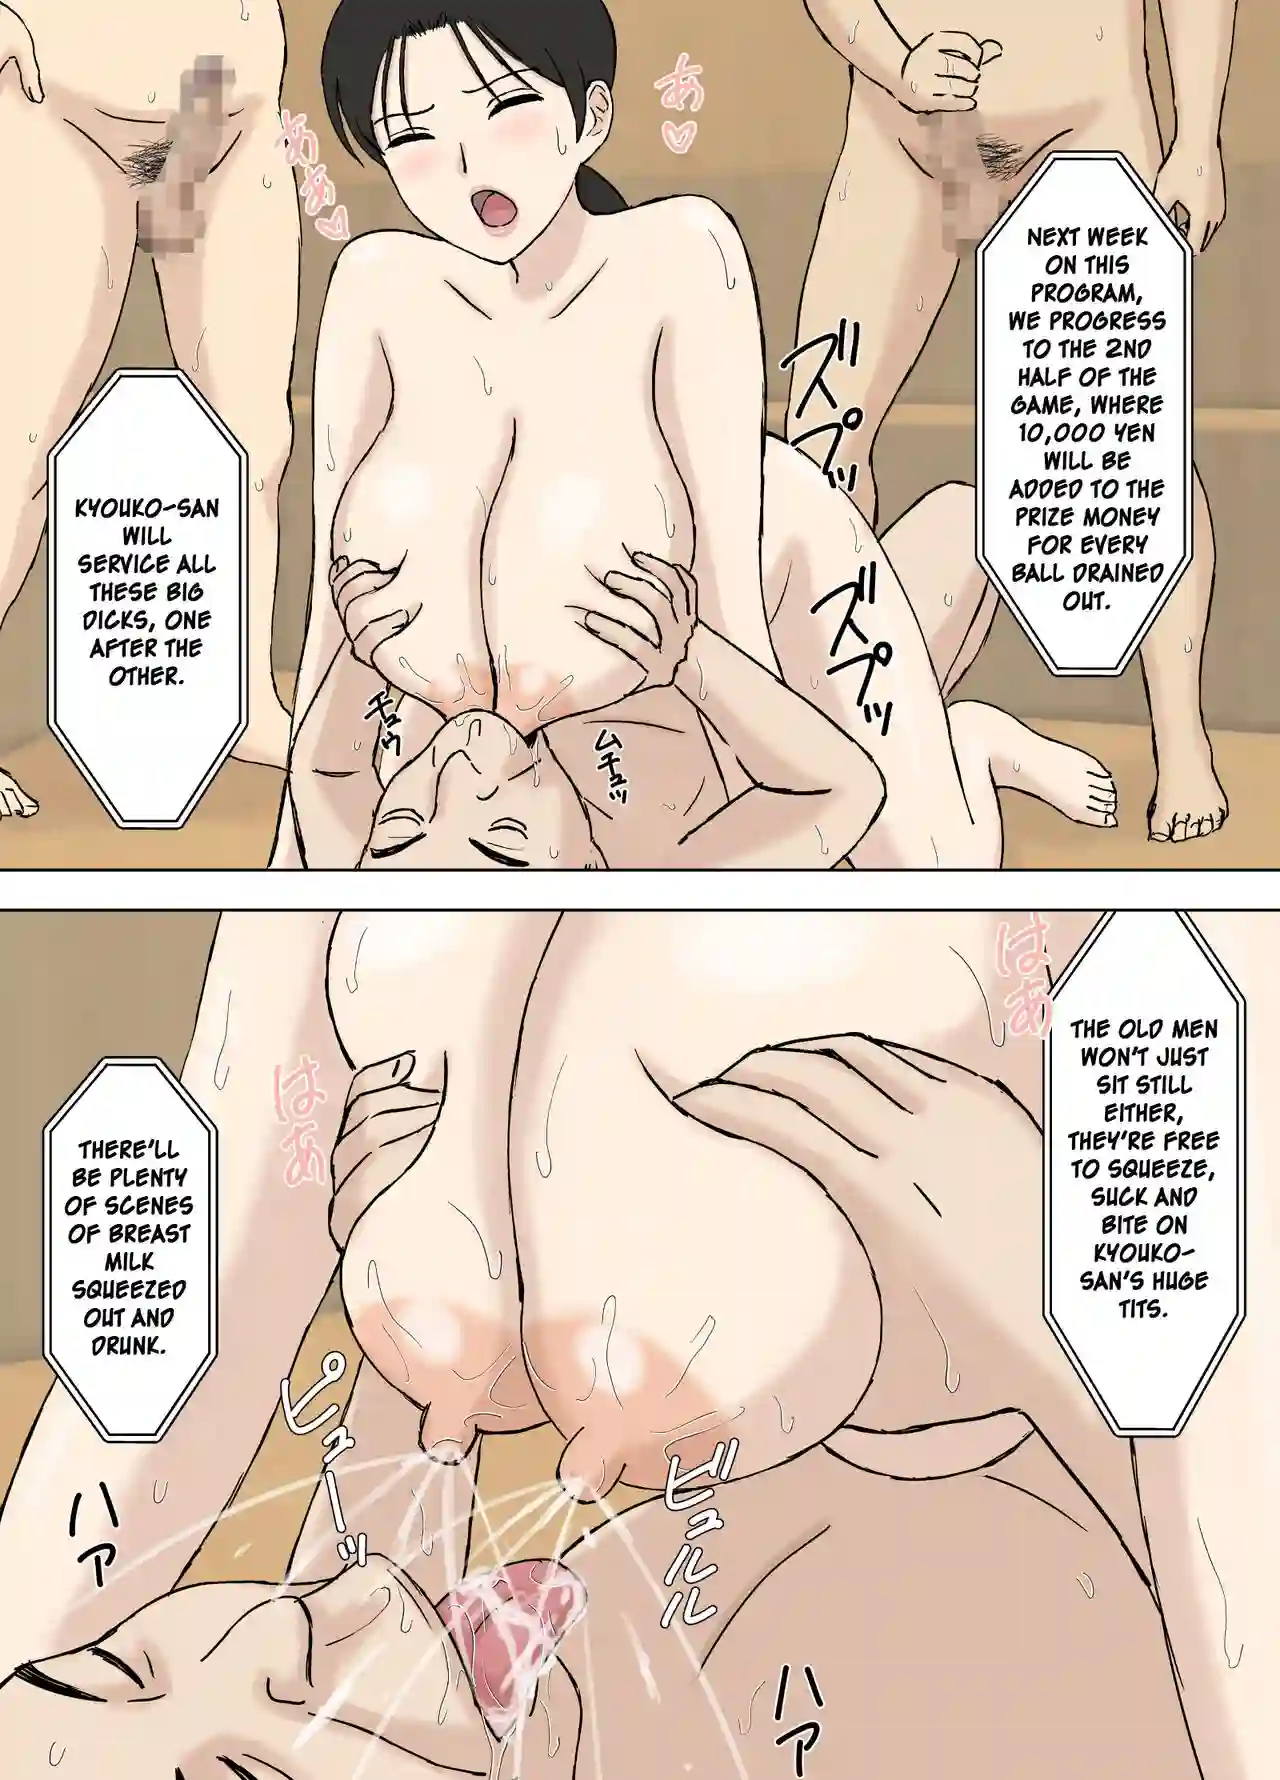 あ
ああ
あ
NEXT WEEK
ON THIS
PROGRAM,
WE PROGRESS
TO THE 2ND
HALF OF THE
GAME, WHERE
10,000 YEN
WILL BE
ADDED TO THE
PRIZE MONEY
FOR EVERY
BALL DRAINED
OUT.
ズプッ
KYOUKO-SAN
WILL
SERVICE ALL
THESE BIG
DICKS, ONE
AFTER THE
OTHER.
ズプッ
チュウ
ムチュッ
はあ
THE OLD MEN
WON'T JUST
SIT STILL
EITHER,
THEY'RE FREE
TO SQUEEZE,
SUCK AND
BITE ON
KYOUKO-
SAN'S HUGE
TITS.
はあ
THERE'LL
BE PLENTY
OF SCENES
OF BREAST
MILK
SQUEEZED
OUT AND
DRUNK.
ピューーッ
ビュルルル
ハア
ハア